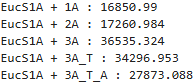 EucS1A + 1A : 16850.99
EucS1A + 2A : 17260.984
EucS1A + 3A : 36535.324
EucS1A + 3A_T : 34296.953
EucS1A + 3A_T_A : 27873.088